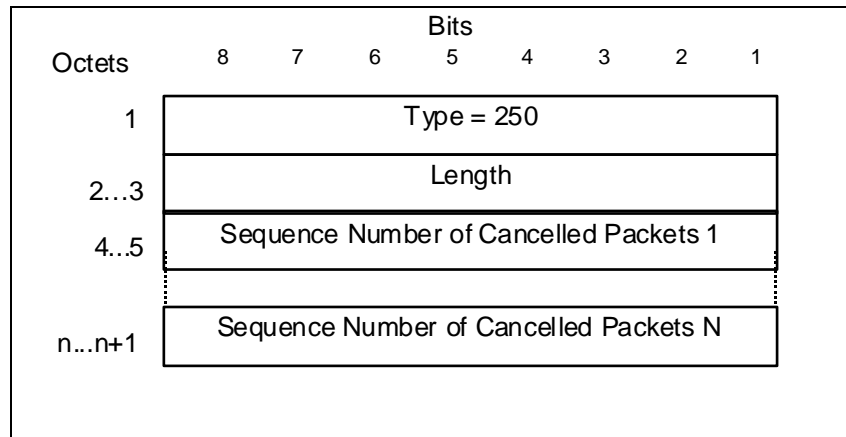 Bits
Octets 8 7 6 5 4 3 2 1
1 Type = 250
2...3 Length
4...5 Sequence Number of Cancelled Packets 1
n...n+1 Sequence Number of Cancelled Packets N